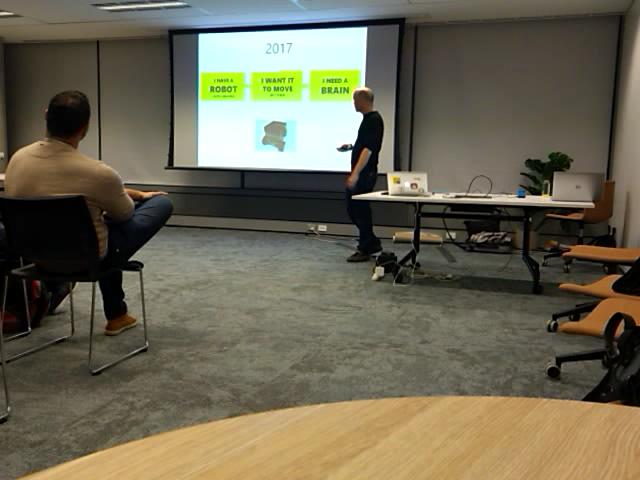 2017
I HAVE A
ROBOT
I WANT IT
TO MOVE
I NEED A
BRAIN